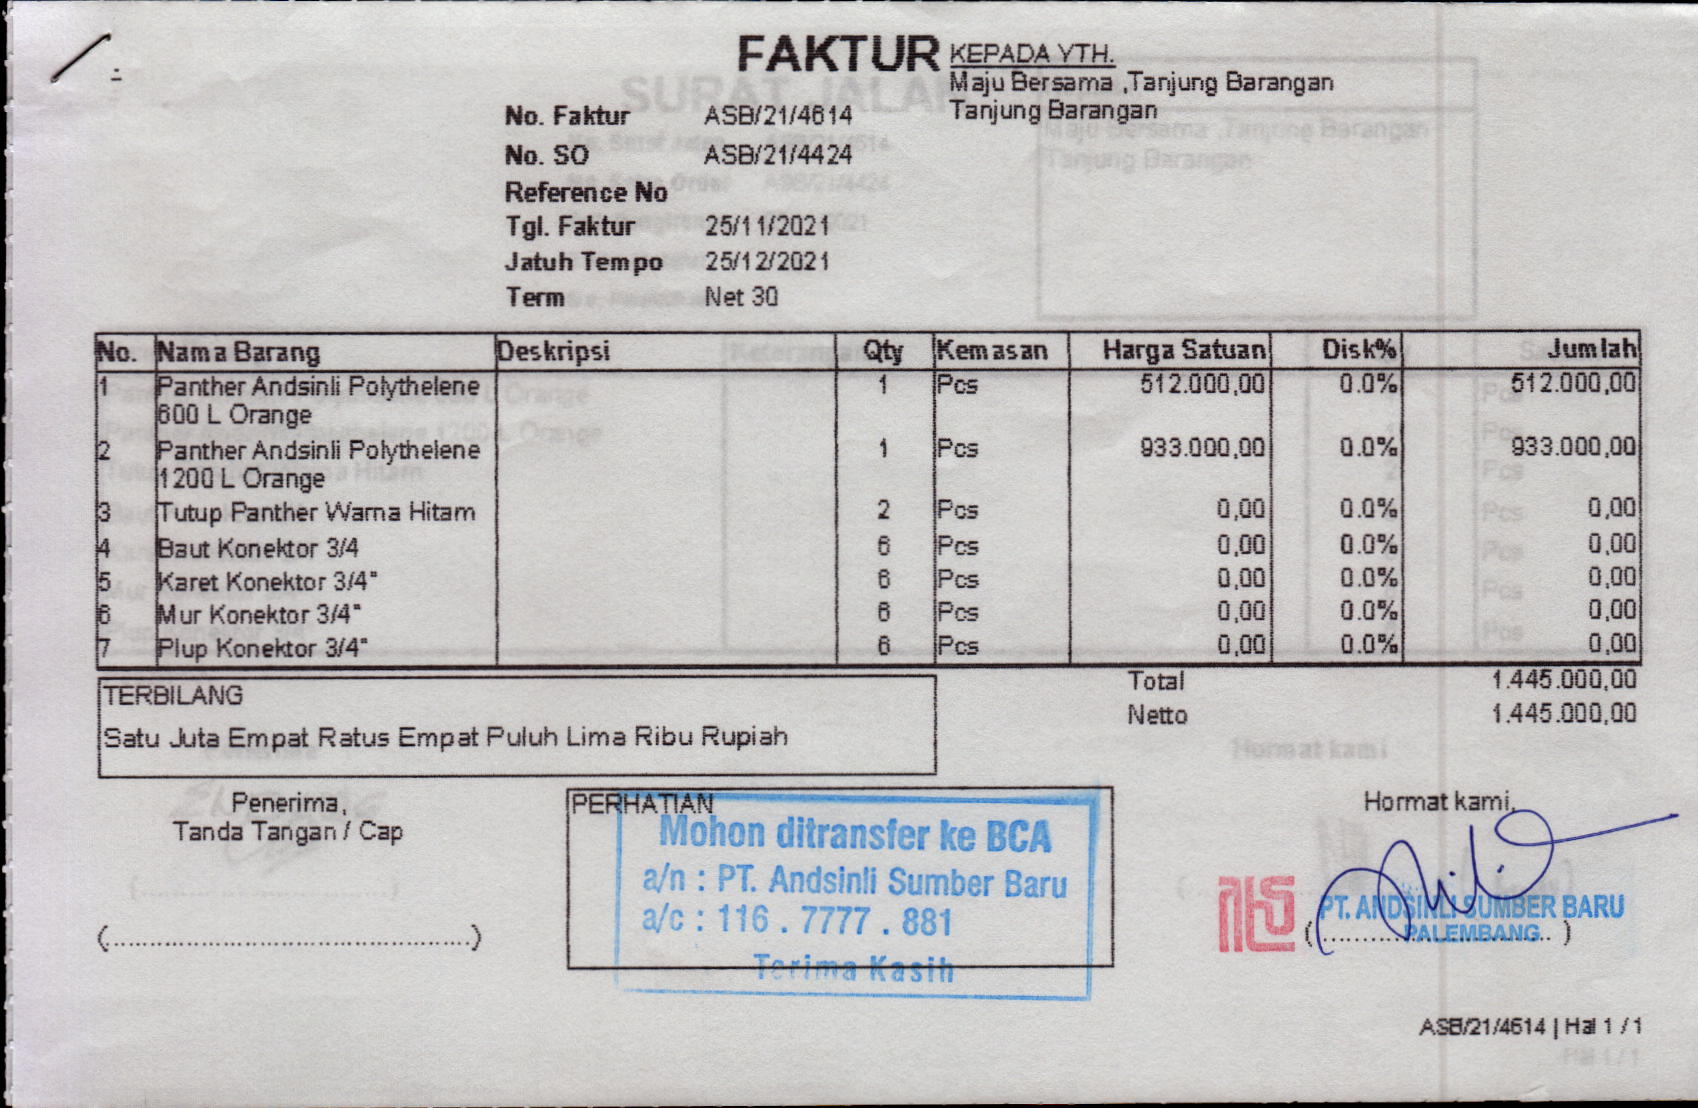 FAKTUR
KEPADA YTH.
Maju Bersama ,Tanjung Barangan
Tanjung Barangan
No. Faktur ASB/21/4614
No. SO ASB/21/4424
Reference No
Tgl. Faktur 25/11/2021
Jatuh Tempo 25/12/2021
Term Net 30
No. Nama Barang Deskripsi Qty Kemasan Harga Satuan Disk% Jumlah
1 Panther Andsinli Polythelene 1 Pcs 512.000,00 0.0% 512.000,00
600 L Orange
2 Panther Andsinli Polythelene 1 Pcs 933.000,00 0.0% 933.000,00
1200 L Orange
3 Tutup Panther Warna Hitam 2 Pcs 0,00 0.0% 0,00
4 Baut Konektor 3/4 6 Pcs 0,00 0.0% 0,00
5 Karet Konektor 3/4" 6 Pcs 0,00 0.0% 0,00
6 Mur Konektor 3/4" 6 Pcs 0,00 0.0% 0,00
7 Plup Konektor 3/4" 6 Pcs 0,00 0.0% 0,00
Total 1.445.000,00
Netto 1.445.000,00
TERBILANG
Satu Juta Empat Ratus Empat Puluh Lima Ribu Rupiah
Penerima,
Tanda Tangan / Cap
(..............................................)
PERHATIAN
Mohon ditransfer ke BCA
a/n : PT. Andsinli Sumber Baru
a/c : 116 . 7777 . 881
Terima Kasih
Hormat kami,
PT. ANDSINLI SUMBER BARU
PALEMBANG
ASB/21/4614 | Hal 1 / 1